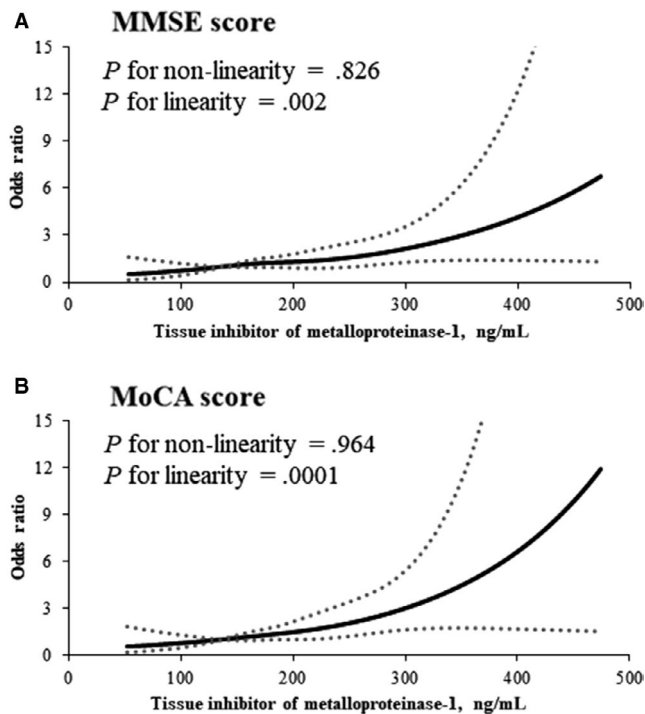 A
MMSE score
P for non-linearity = .826
P for linearity = .002
Odds ratio
15
12
9
6
3
0
0 100 200 300 400 500
Tissue inhibitor of metalloproteinase-1, ng/mL
B
MoCA score
P for non-linearity = .964
P for linearity = .0001
Odds ratio
15
12
9
6
3
0
0 100 200 300 400 500
Tissue inhibitor of metalloproteinase-1, ng/mL